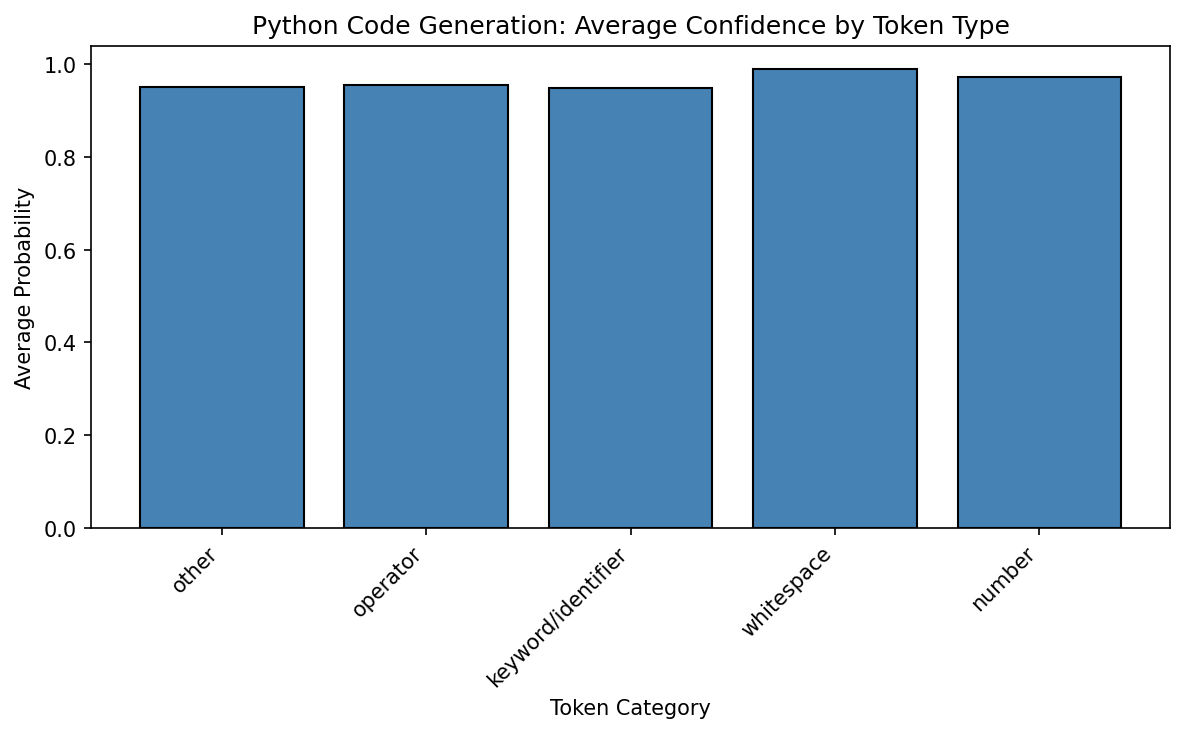 Python Code Generation: Average Confidence by Token Type
Average Probability
1.0
0.8
0.6
0.4
0.2
0.0
other
operator
keyword/identifier
whitespace
number
Token Category